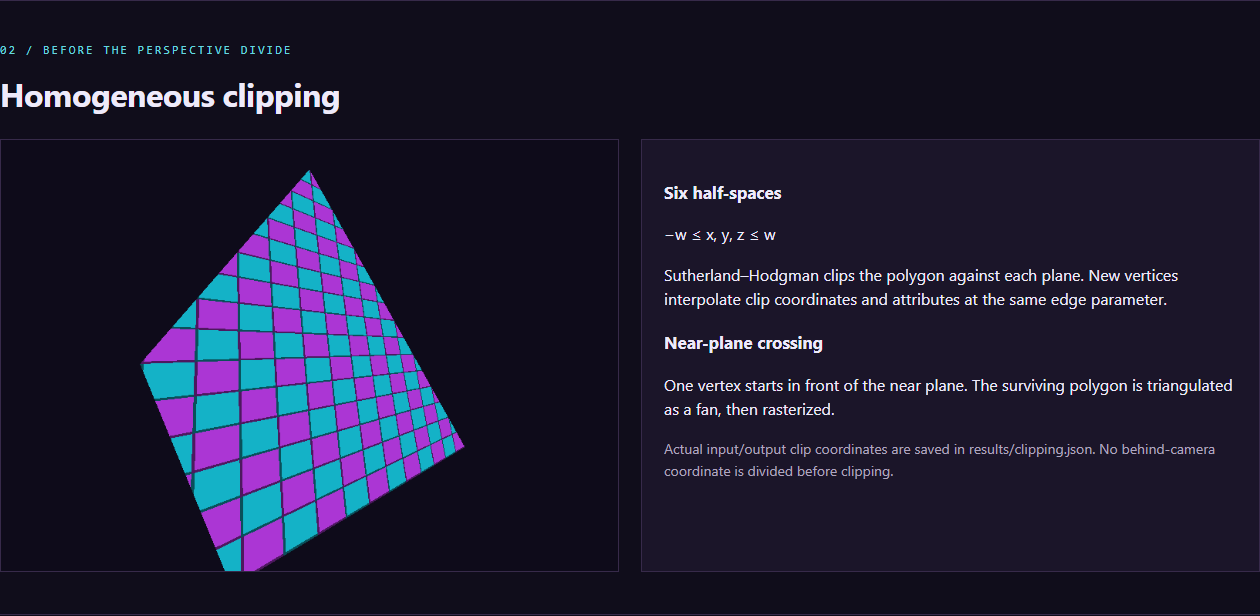 02 / BEFORE THE PERSPECTIVE DIVIDE
Homogeneous clipping
Six half-spaces
−w ≤ x, y, z ≤ w
Sutherland–Hodgman clips the polygon against each plane. New vertices
interpolate clip coordinates and attributes at the same edge parameter.
Near-plane crossing
One vertex starts in front of the near plane. The surviving polygon is triangulated
as a fan, then rasterized.
Actual input/output clip coordinates are saved in results/clipping.json. No behind-camera
coordinate is divided before clipping.